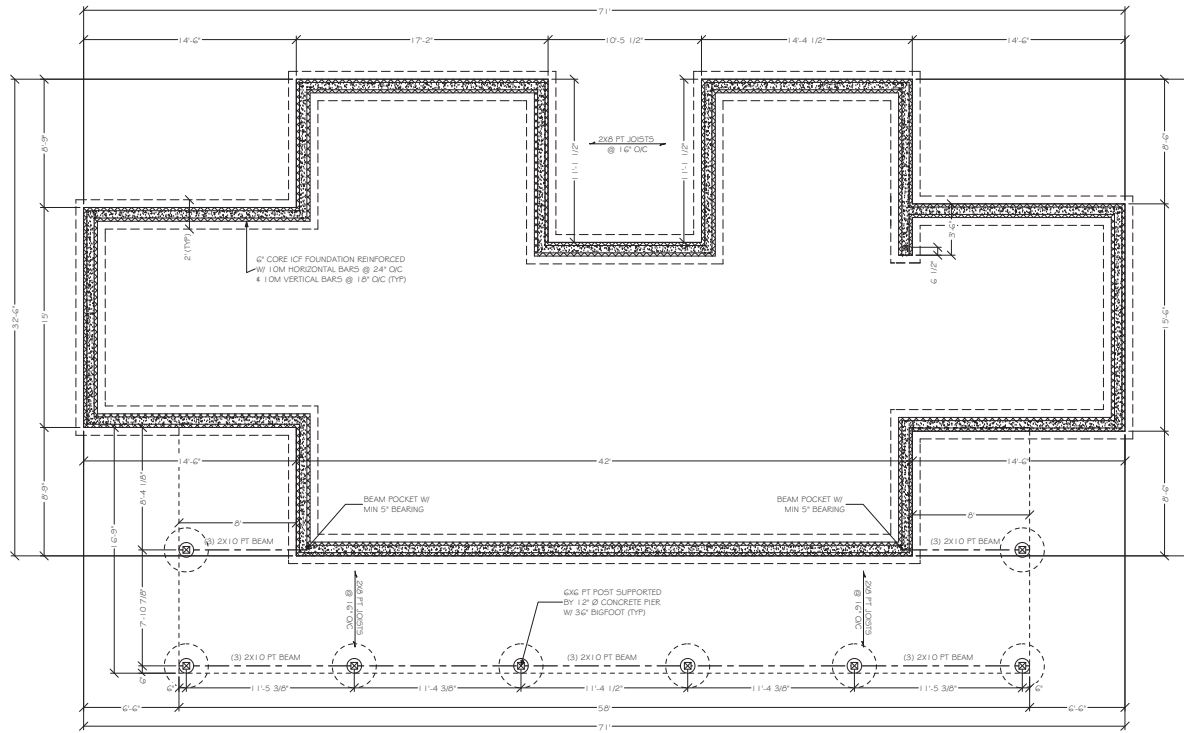 71'
14'-6"
17'-2"
10'-5 1/2"
14'-4 1/2"
14'-6"
8'-9"
11'-1 1/2"
2X8 PT JOISTS
@ 16" O/C
11'-1 1/2"
8'-6"
32'-6"
15'
2' (TYP)
6" CORE ICF FOUNDATION REINFORCED
W/ 10M HORIZONTAL BARS @ 24" O/C
& 10M VERTICAL BARS @ 18" O/C (TYP)
3'-6"
6 1/2"
15'-6"
14'-6"
42'
14'-6"
8'-9"
16'-9"
8'-4 1/8"
8'
BEAM POCKET W/
MIN 5" BEARING
BEAM POCKET W/
MIN 5" BEARING
8'
8'-6"
(3) 2X10 PT BEAM
(3) 2X10 PT BEAM
7'-10 7/8"
2X8 PT JOISTS
@ 16" O/C
6X6 PT POST SUPPORTED
BY 12" Ø CONCRETE PIER
W/ 36" BIGFOOT (TYP)
2X8 PT JOISTS
@ 16" O/C
(3) 2X10 PT BEAM
(3) 2X10 PT BEAM
(3) 2X10 PT BEAM
6"
6"
11'-5 3/8"
11'-4 3/8"
11'-4 1/2"
11'-4 3/8"
11'-5 3/8"
6"
6'-6"
58'
6'-6"
71'